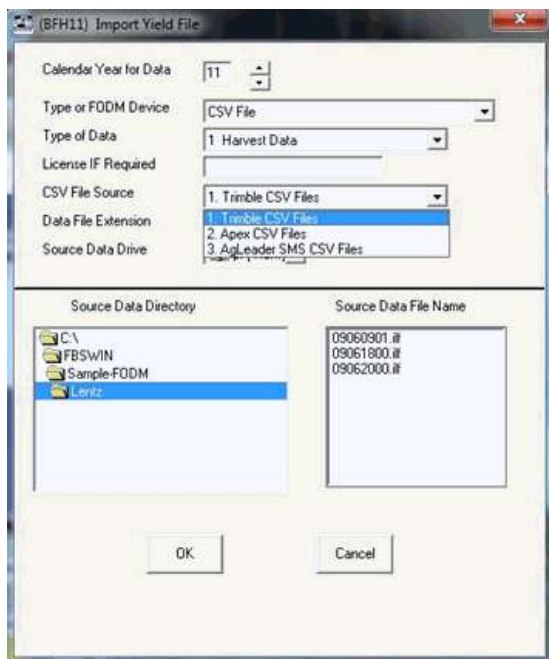 (BFH11) Import Yield File
Calendar Year for Data 11
Type or FODM Device CSV File
Type of Data 1 Harvest Data
License IF Required
CSV File Source 1. Trimble CSV Files
Data File Extension 1. Trimble CSV Files
2. Apex CSV Files
3. AgLeader SMS CSV Files
Source Data Drive
Source Data Directory Source Data File Name
C:\
FBSWIN
Sample-FODM
Lentz
09060901.ilf
09061800.ilf
09062000.ilf
OK Cancel